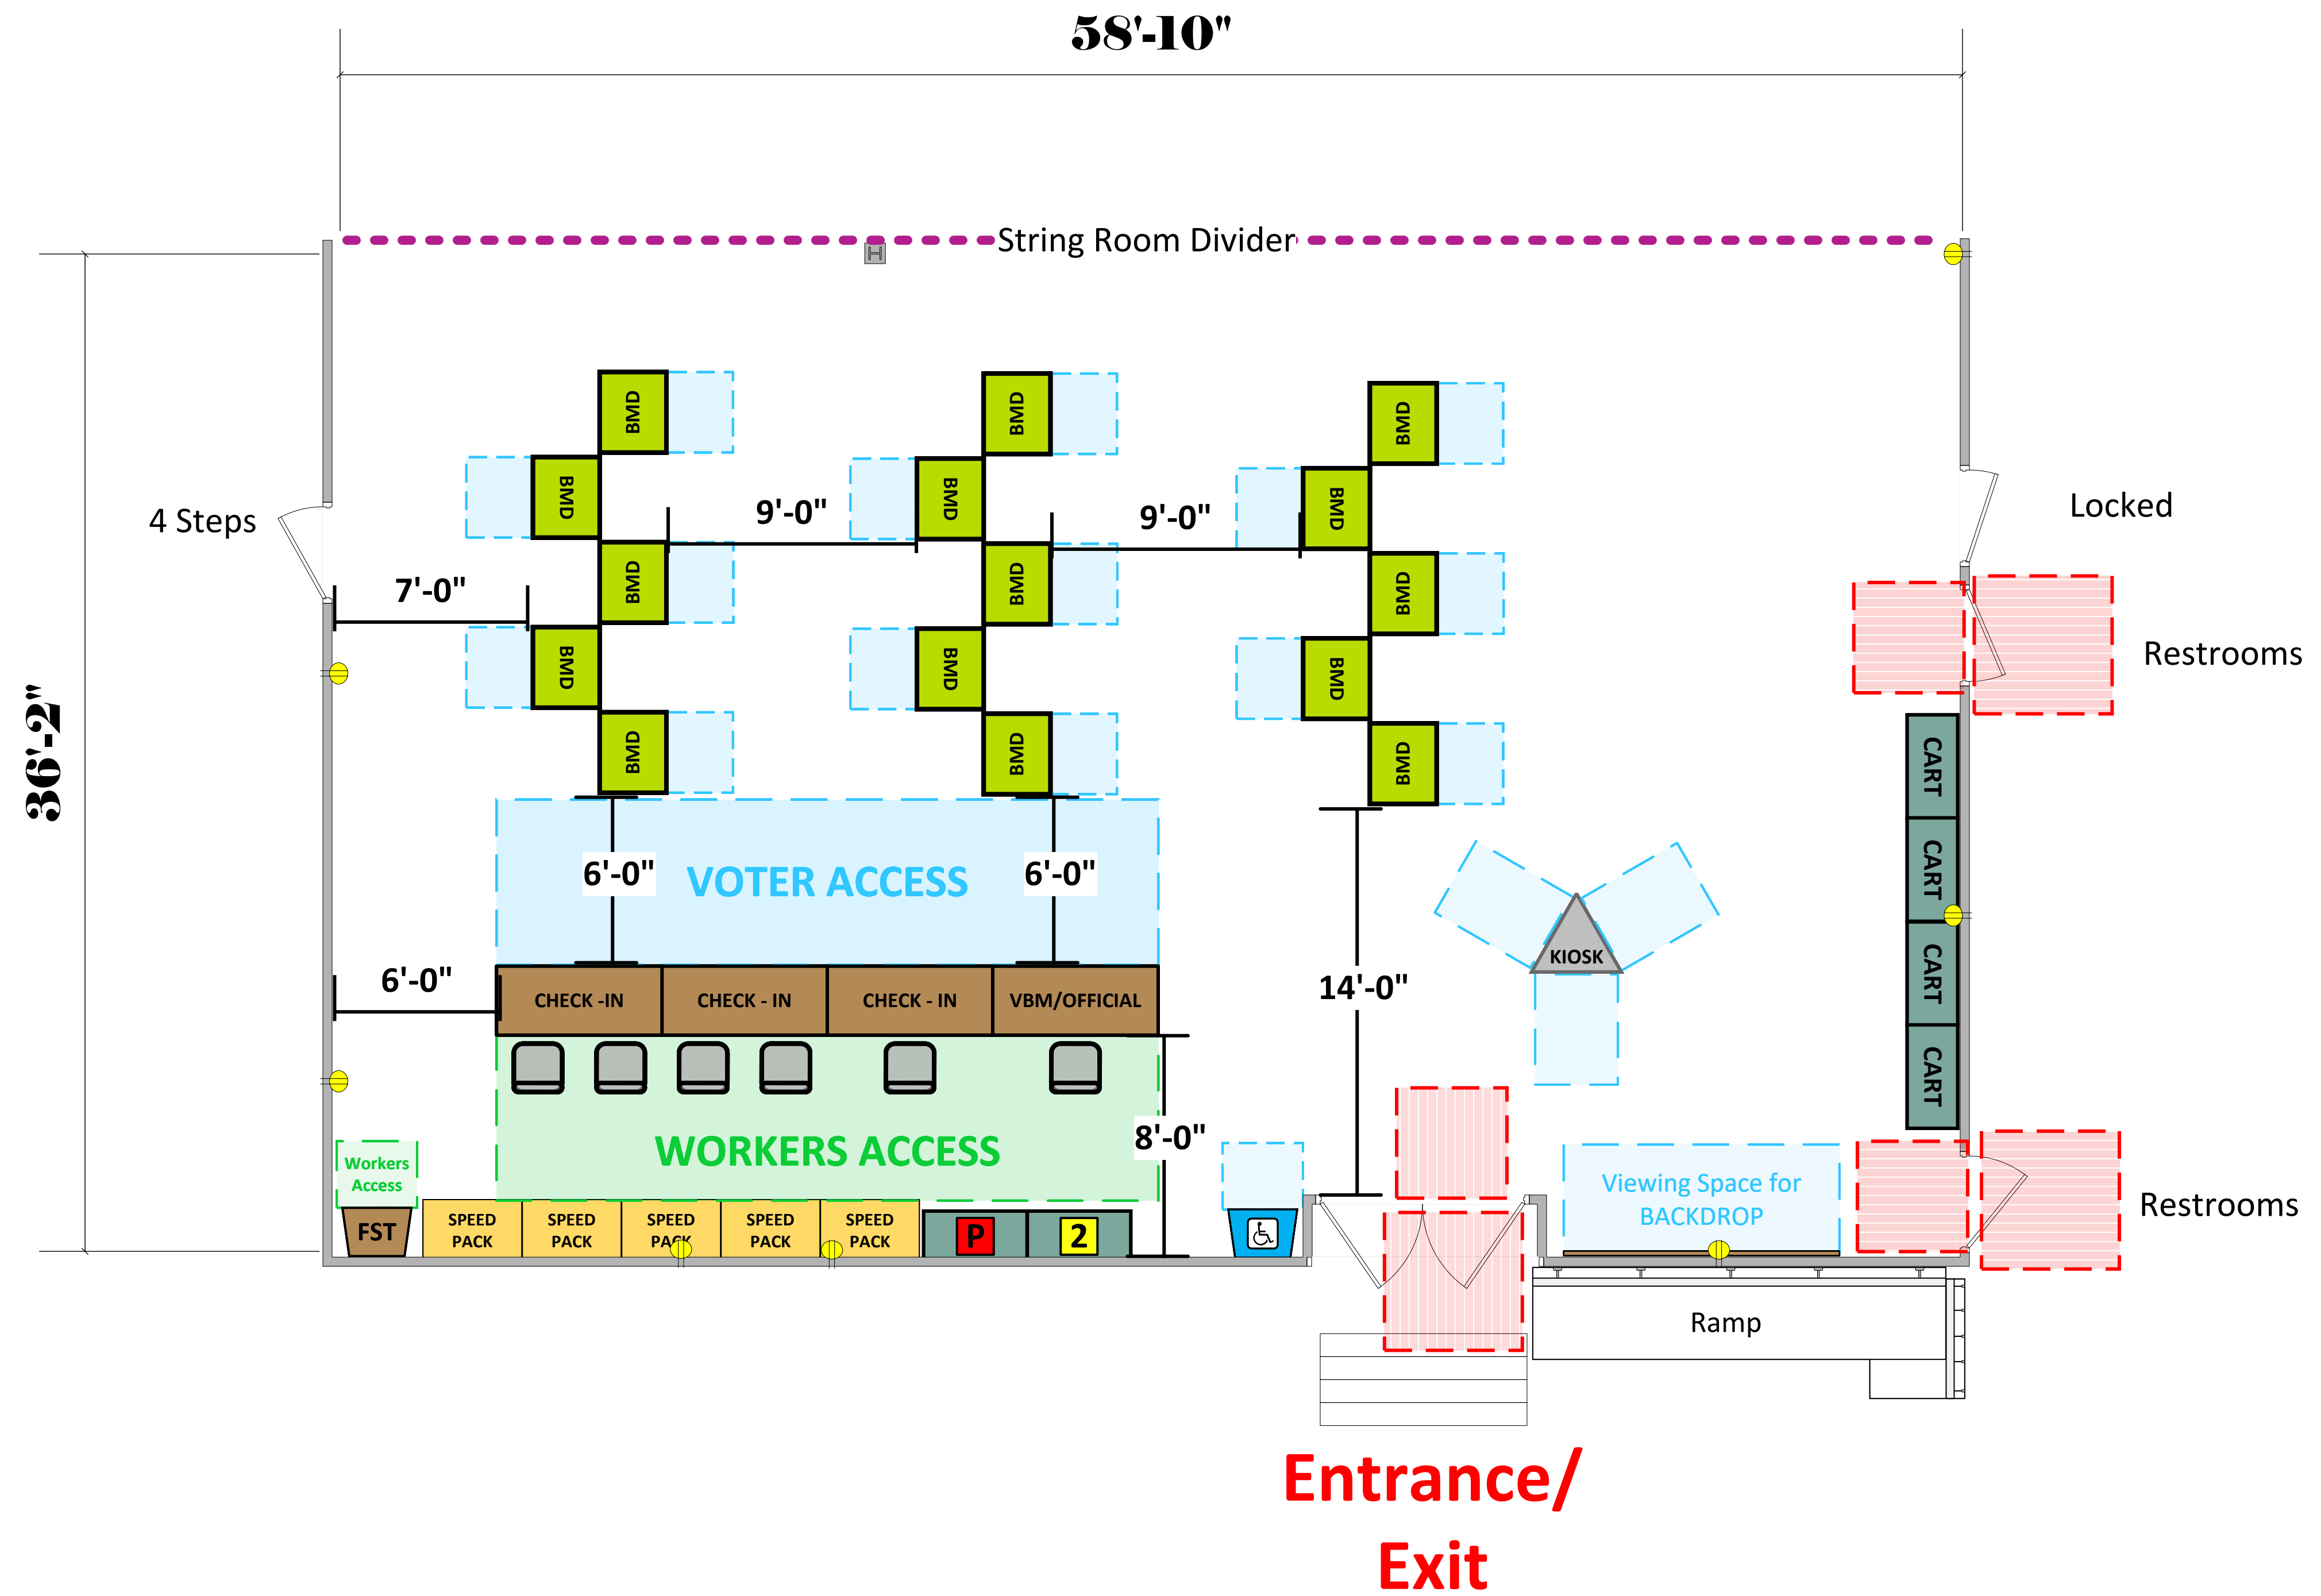 58'-10"
String Room Divider
H
BMD
BMD
BMD
BMD
BMD
BMD
4 Steps
9'-0"
9'-0"
Locked
7'-0"
BMD
BMD
BMD
Restrooms
BMD
BMD
BMD
36'-2"
BMD
BMD
BMD
CART
CART
CART
CART
6'-0"
VOTER ACCESS
6'-0"
KIOSK
6'-0"
CHECK -IN
CHECK - IN
CHECK - IN
VBM/OFFICIAL
14'-0"
WORKERS ACCESS
8'-0"
Workers
Access
Viewing Space for
BACKDROP
Restrooms
FST
SPEED
PACK
SPEED
PACK
SPEED
PACK
SPEED
PACK
SPEED
PACK
P
2
Ramp
Entrance/
Exit